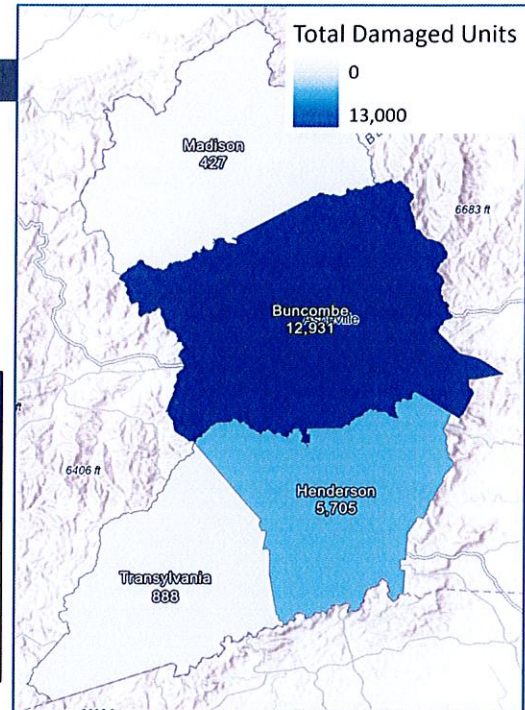 Total Damaged Units
0
13,000
Madison
427
6683 ft
Buncombe
Asheville
12,931
6406 ft
Henderson
5,705
Transylvania
888